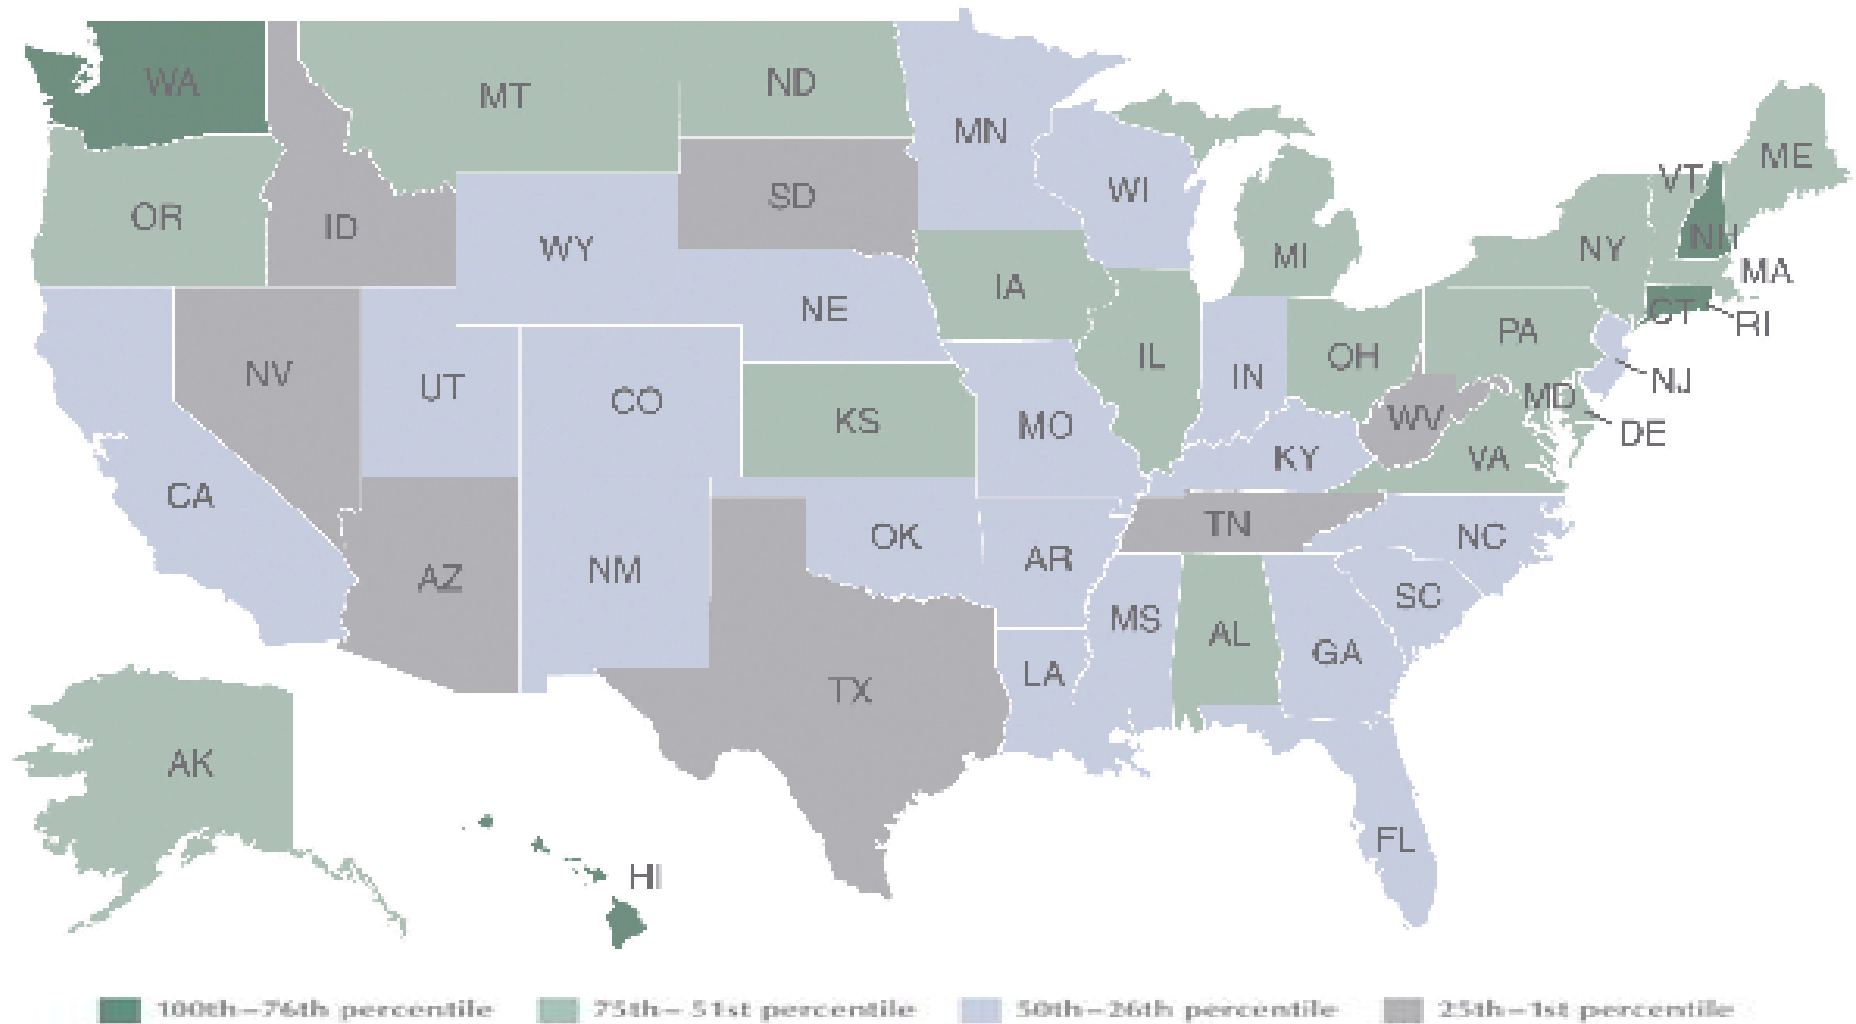 WA
MT
ND
MN
OR
ID
SD
WI
WY
MI
VT
ME
NH
NY
MA
IA
NE
CT
RI
PA
NV
UT
CO
KS
IL
IN
OH
NJ
MD
DE
WV
VA
MO
KY
CA
AZ
NM
OK
AR
TN
NC
SC
MS
AL
GA
LA
TX
FL
AK
HI
100th–76th percentile
75th–51st percentile
50th–26th percentile
25th–1st percentile